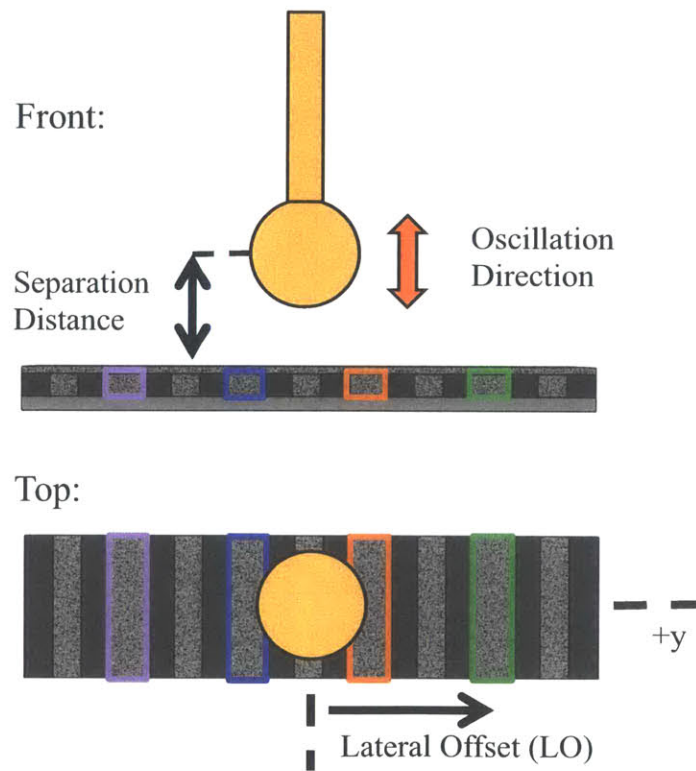 Front:
Oscillation
Direction
Separation
Distance
Top:
+y
Lateral Offset (LO)